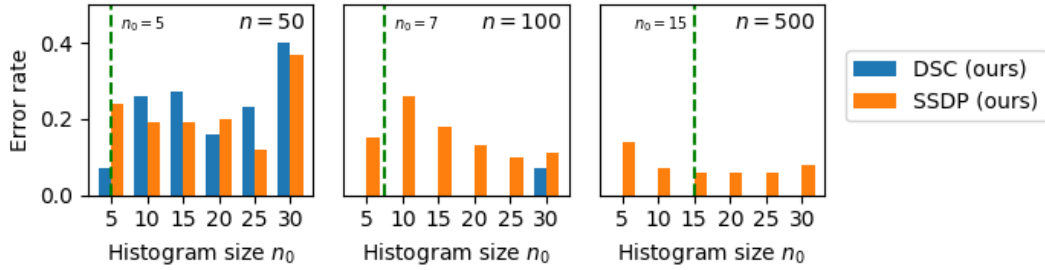 n₀ = 5
n = 50
n₀ = 7
n = 100
n₀ = 15
n = 500
Error rate
0.4
0.2
0.0
5 10 15 20 25 30
5 10 15 20 25 30
5 10 15 20 25 30
Histogram size n₀
Histogram size n₀
Histogram size n₀
DSC (ours)
SSDP (ours)